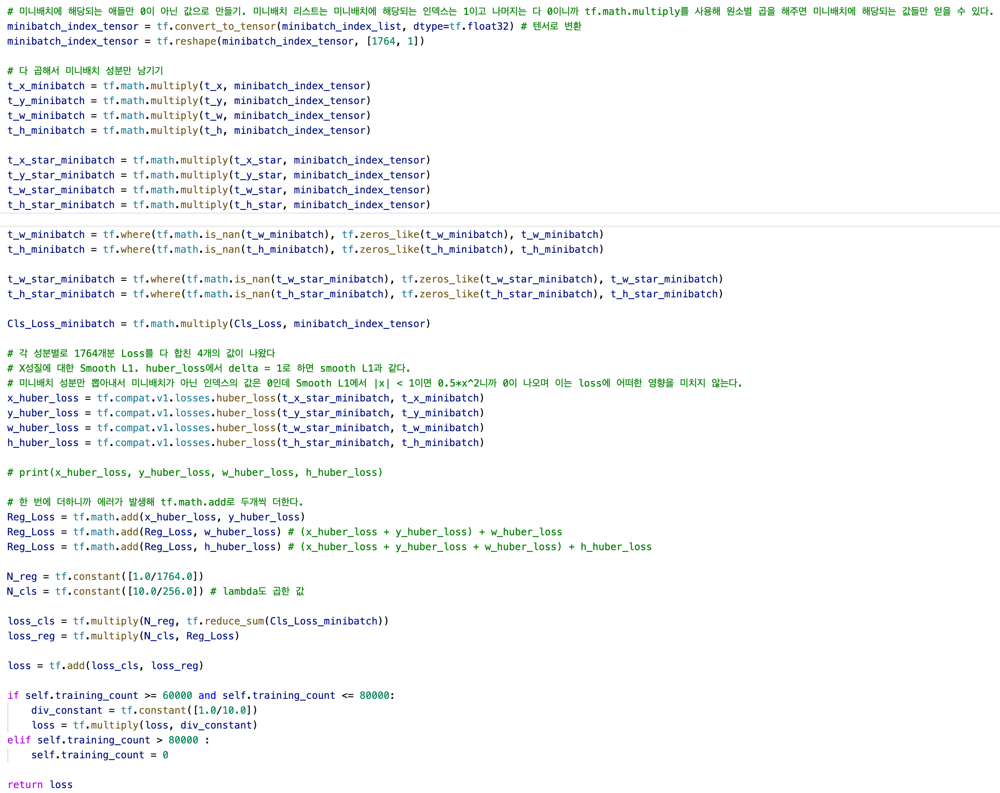 # 미니배치에 해당되는 애들만 0이 아닌 값으로 만들기. 미니배치 리스트는 미니배치에 해당되는 인덱스는 1이고 나머지는 다 0이니까 tf.math.multiply를 사용해 원소별 곱을 해주면 미니배치에 해당되는 값들만 얻을 수 있다.
minibatch_index_tensor = tf.convert_to_tensor(minibatch_index_list, dtype=tf.float32) # 텐서로 변환
minibatch_index_tensor = tf.reshape(minibatch_index_tensor, [1764, 1])
# 다 곱해서 미니배치 성분만 남기기
t_x_minibatch = tf.math.multiply(t_x, minibatch_index_tensor)
t_y_minibatch = tf.math.multiply(t_y, minibatch_index_tensor)
t_w_minibatch = tf.math.multiply(t_w, minibatch_index_tensor)
t_h_minibatch = tf.math.multiply(t_h, minibatch_index_tensor)
t_x_star_minibatch = tf.math.multiply(t_x_star, minibatch_index_tensor)
t_y_star_minibatch = tf.math.multiply(t_y_star, minibatch_index_tensor)
t_w_star_minibatch = tf.math.multiply(t_w_star, minibatch_index_tensor)
t_h_star_minibatch = tf.math.multiply(t_h_star, minibatch_index_tensor)
t_w_minibatch = tf.where(tf.math.is_nan(t_w_minibatch), tf.zeros_like(t_w_minibatch), t_w_minibatch)
t_h_minibatch = tf.where(tf.math.is_nan(t_h_minibatch), tf.zeros_like(t_h_minibatch), t_h_minibatch)
t_w_star_minibatch = tf.where(tf.math.is_nan(t_w_star_minibatch), tf.zeros_like(t_w_star_minibatch), t_w_star_minibatch)
t_h_star_minibatch = tf.where(tf.math.is_nan(t_h_star_minibatch), tf.zeros_like(t_h_star_minibatch), t_h_star_minibatch)
Cls_Loss_minibatch = tf.math.multiply(Cls_Loss, minibatch_index_tensor)
# 각 성분별로 1764개분 Loss를 다 합친 4개의 값이 나왔다
# X성질에 대한 Smooth L1. huber_loss에서 delta = 1로 하면 smooth L1과 같다.
# 미니배치 성분만 뽑아내서 미니배치가 아닌 인덱스의 값은 0인데 Smooth L1에서 |x| < 1이면 0.5*x^2니까 0이 나오며 이는 loss에 어떠한 영향을 미치지 않는다.
x_huber_loss = tf.compat.v1.losses.huber_loss(t_x_star_minibatch, t_x_minibatch)
y_huber_loss = tf.compat.v1.losses.huber_loss(t_y_star_minibatch, t_y_minibatch)
w_huber_loss = tf.compat.v1.losses.huber_loss(t_w_star_minibatch, t_w_minibatch)
h_huber_loss = tf.compat.v1.losses.huber_loss(t_h_star_minibatch, t_h_minibatch)
# print(x_huber_loss, y_huber_loss, w_huber_loss, h_huber_loss)
# 한 번에 더하니까 에러가 발생해 tf.math.add로 두개씩 더한다.
Reg_Loss = tf.math.add(x_huber_loss, y_huber_loss)
Reg_Loss = tf.math.add(Reg_Loss, w_huber_loss) # (x_huber_loss + y_huber_loss) + w_huber_loss
Reg_Loss = tf.math.add(Reg_Loss, h_huber_loss) # (x_huber_loss + y_huber_loss + w_huber_loss) + h_huber_loss
N_reg = tf.constant([1.0/1764.0])
N_cls = tf.constant([10.0/256.0]) # lambda도 곱한 값
loss_cls = tf.multiply(N_reg, tf.reduce_sum(Cls_Loss_minibatch))
loss_reg = tf.multiply(N_cls, Reg_Loss)
loss = tf.add(loss_cls, loss_reg)
if self.training_count >= 60000 and self.training_count <= 80000:
    div_constant = tf.constant([1.0/10.0])
    loss = tf.multiply(loss, div_constant)
elif self.training_count > 80000 :
    self.training_count = 0
return loss